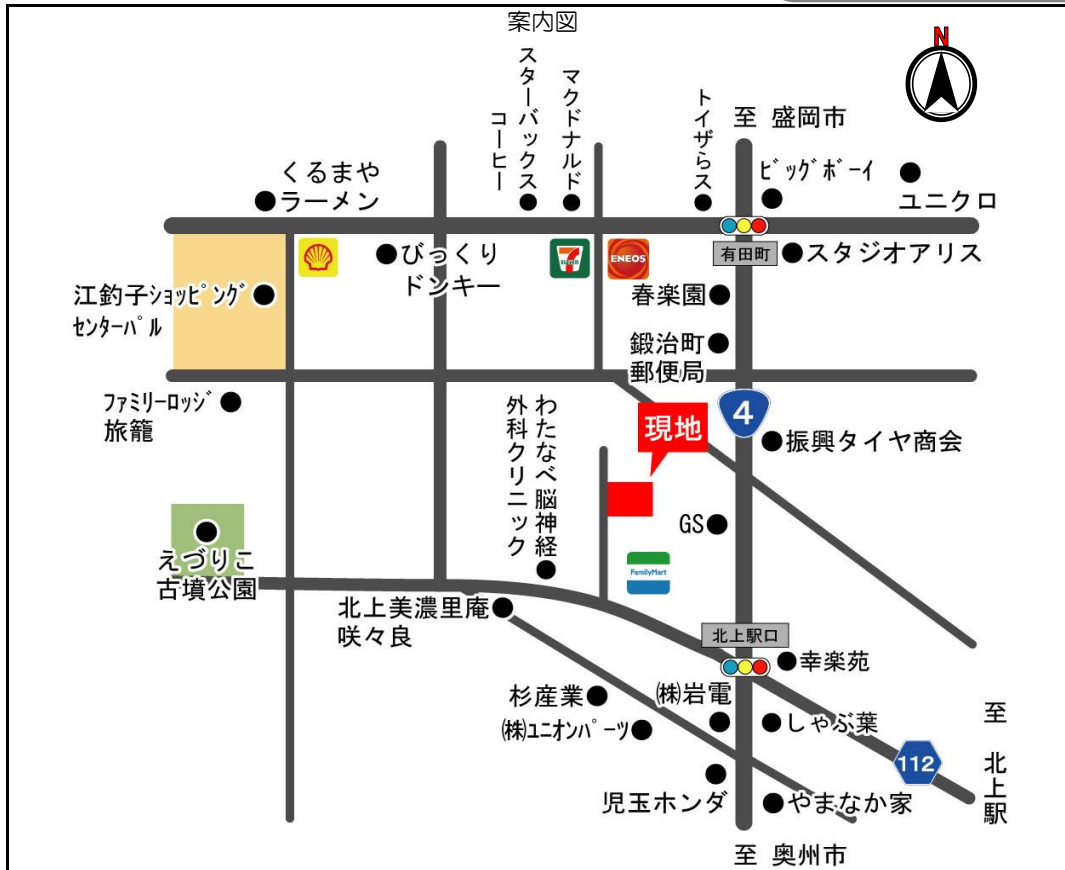 案内図
N
スターバックス
コーヒー
マクドナルド
トイザらス
至 盛岡市
ビッグボーイ
ユニクロ
くるまや
ラーメン
びっくり
ドンキー
7
ELEVEN
ENEOS
有田町
スタジオアリス
江釣子ショッピング
センターパル
春楽園
鍛治町
郵便局
ファミリーロッジ
旅籠
わたなべ脳神経
外科クリニック
現地
4
振興タイヤ商会
GS
えづりこ
古墳公園
FamilyMart
北上美濃里庵
咲々良
北上駅口
幸楽苑
杉産業
㈱岩電
㈱ユニオンパーツ
しゃぶ葉
112
至 北上駅
児玉ホンダ
やまなか家
至 奥州市